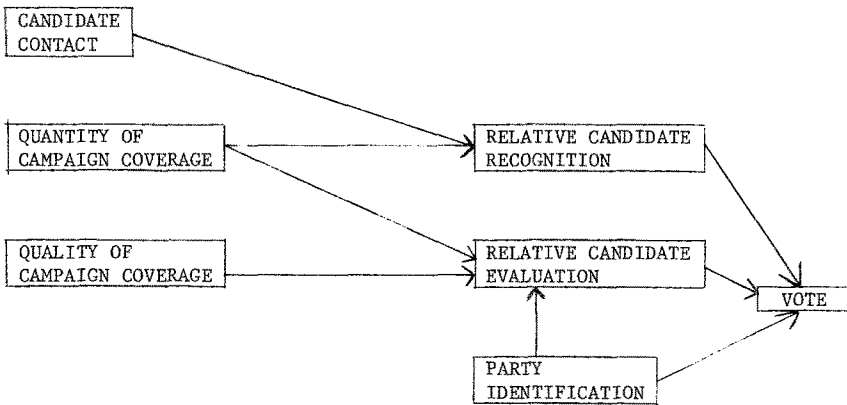 CANDIDATE
CONTACT
QUANTITY OF
CAMPAIGN COVERAGE
RELATIVE CANDIDATE
RECOGNITION
QUALITY OF
CAMPAIGN COVERAGE
RELATIVE CANDIDATE
EVALUATION
VOTE
PARTY
IDENTIFICATION